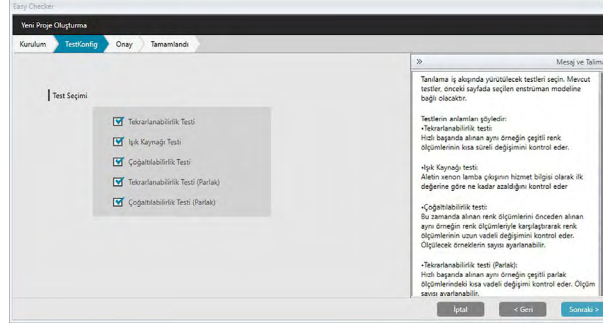 Easy Checker
Yeni Proje Oluşturma
Kurulum TestKonfig Onay Tamamlandı
» Mesaj ve Talima
Test Seçimi
Tekrarlanabilirlik Testi
Işık Kaynağı Testi
Çoğaltılabilirlik Testi
Tekrarlanabilirlik Testi (Parlak)
Çoğaltılabilirlik Testi (Parlak)
Tanılama iş akışında yürütülecek testleri seçin. Mevcut
testler, önceki sayfada seçilen enstrüman modeline
bağlı olacaktır.
Testlerin anlamları şöyledir:
•Tekrarlanabilirlik testi:
Hızlı başarıda alınan aynı örneğin çeşitli renk
ölçümlerinin kısa süreli değişimini kontrol eder.
•Işık Kaynağı testi:
Aletin xenon lamba çıkışının hizmet bilgisi olarak ilk
değerine göre ne kadar azaldığını kontrol eder
•Çoğaltılabilirlik testi:
Bu zamanda alınan renk ölçümlerini önceden alınan
aynı örneğin renk ölçümleriyle karşılaştırarak renk
ölçümlerinin uzun vadeli değişimini kontrol eder.
Ölçülecek örneklerin sayısı ayarlanabilir.
•Tekrarlanabilirlik testi (Parlak):
Hızlı başarıda alınan aynı örneğin çeşitli parlak
ölçümlerindeki kısa vadeli değişimi kontrol eder. Ölçüm
sayısı ayarlanabilir.
İptal < Geri Sonraki >